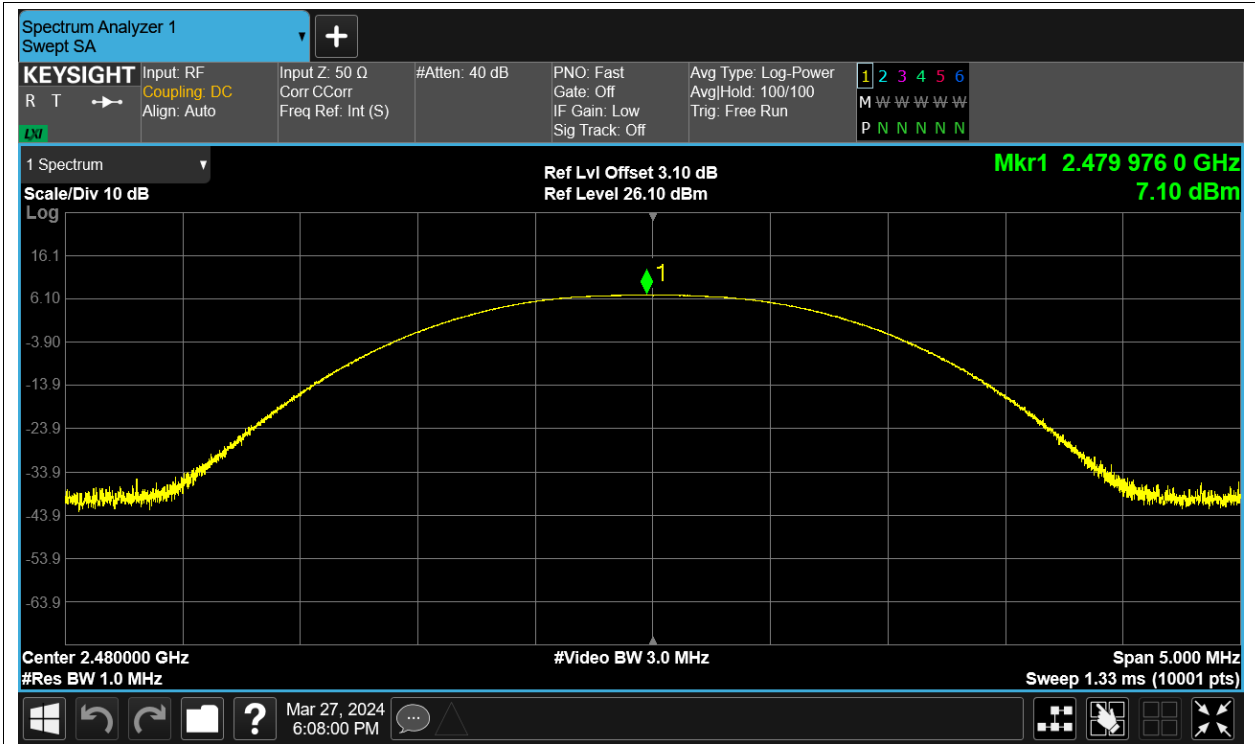 Spectrum Analyzer 1
Swept SA
KEYSIGHT
R T
LXI
Input: RF
Coupling: DC
Align: Auto
Input Z: 50 Ω
Corr CCorr
Freq Ref: Int (S)
#Atten: 40 dB
PNO: Fast
Gate: Off
IF Gain: Low
Sig Track: Off
Avg Type: Log-Power
Avg|Hold: 100/100
Trig: Free Run
1 2 3 4 5 6
M W W W W W
P N N N N N
1 Spectrum
Scale/Div 10 dB
Ref Lvl Offset 3.10 dB
Ref Level 26.10 dBm
Mkr1 2.479 976 0 GHz
7.10 dBm
Log
1
16.1
6.10
-3.90
-13.9
-23.9
-33.9
-43.9
-53.9
-63.9
Center 2.480000 GHz
#Video BW 3.0 MHz
Span 5.000 MHz
#Res BW 1.0 MHz
Sweep 1.33 ms (10001 pts)
?
Mar 27, 2024
6:08:00 PM